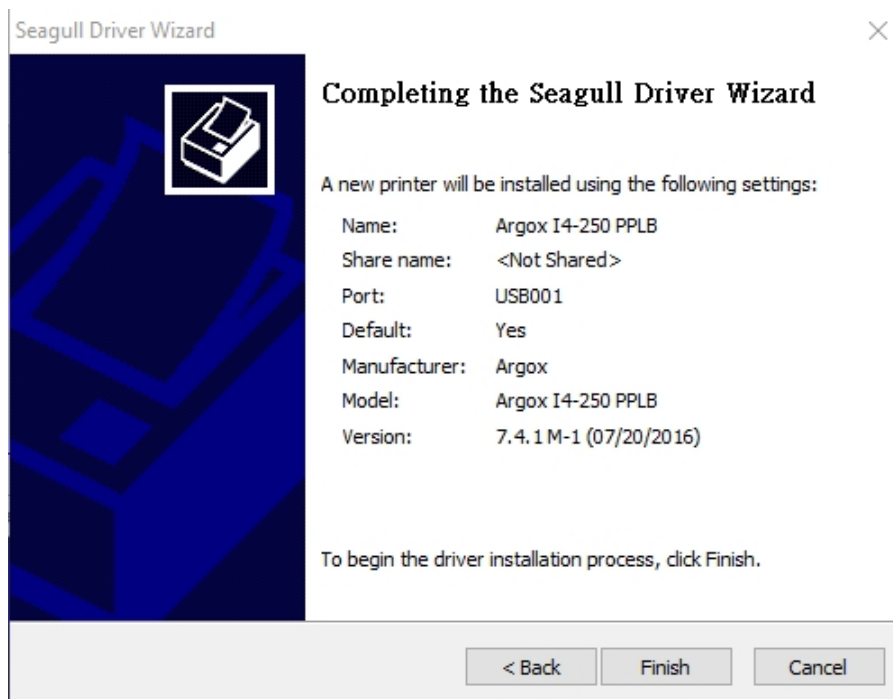 Seagull Driver Wizard
Completing the Seagull Driver Wizard
A new printer will be installed using the following settings:
Name: Argox I4-250 PPLB
Share name: <Not Shared>
Port: USB001
Default: Yes
Manufacturer: Argox
Model: Argox I4-250 PPLB
Version: 7.4.1 M-1 (07/20/2016)
To begin the driver installation process, click Finish.
< Back Finish Cancel